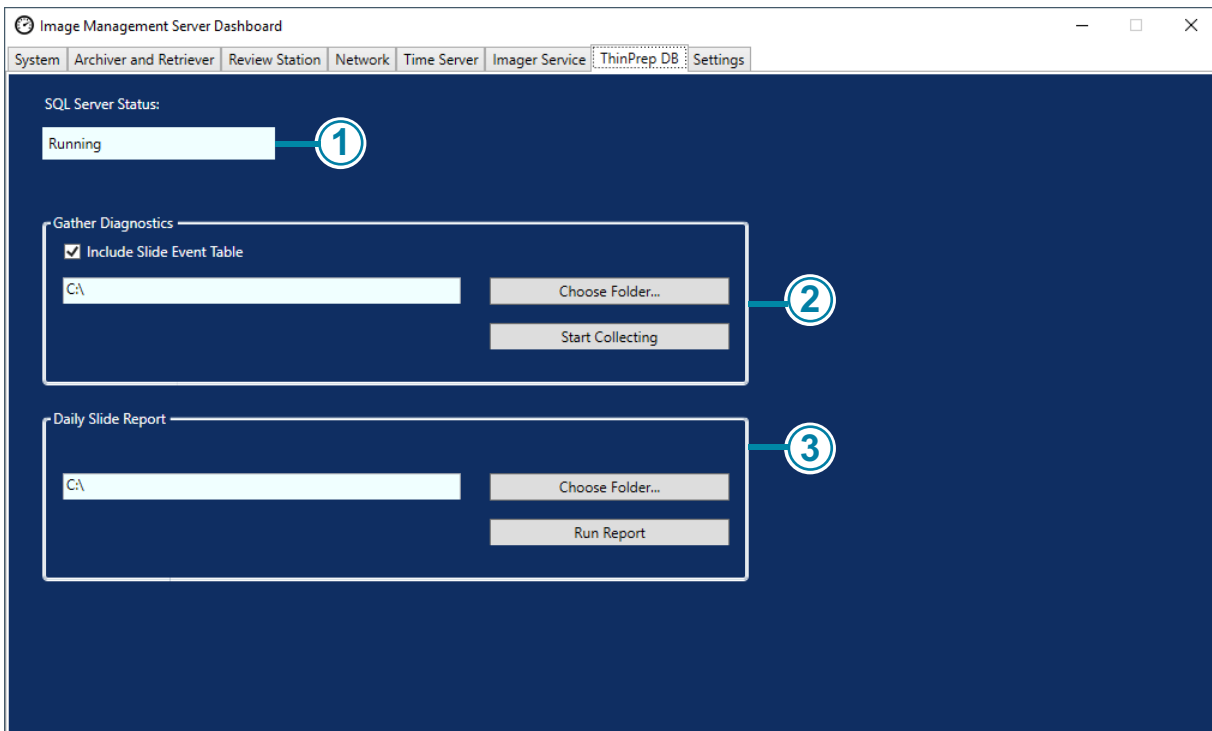 Image Management Server Dashboard
System Archiver and Retriever Review Station Network Time Server Imager Service ThinPrep DB Settings
SQL Server Status:
Running
1
Gather Diagnostics
Include Slide Event Table
C:\ Choose Folder...
2
Start Collecting
Daily Slide Report
3
C:\ Choose Folder...
Run Report